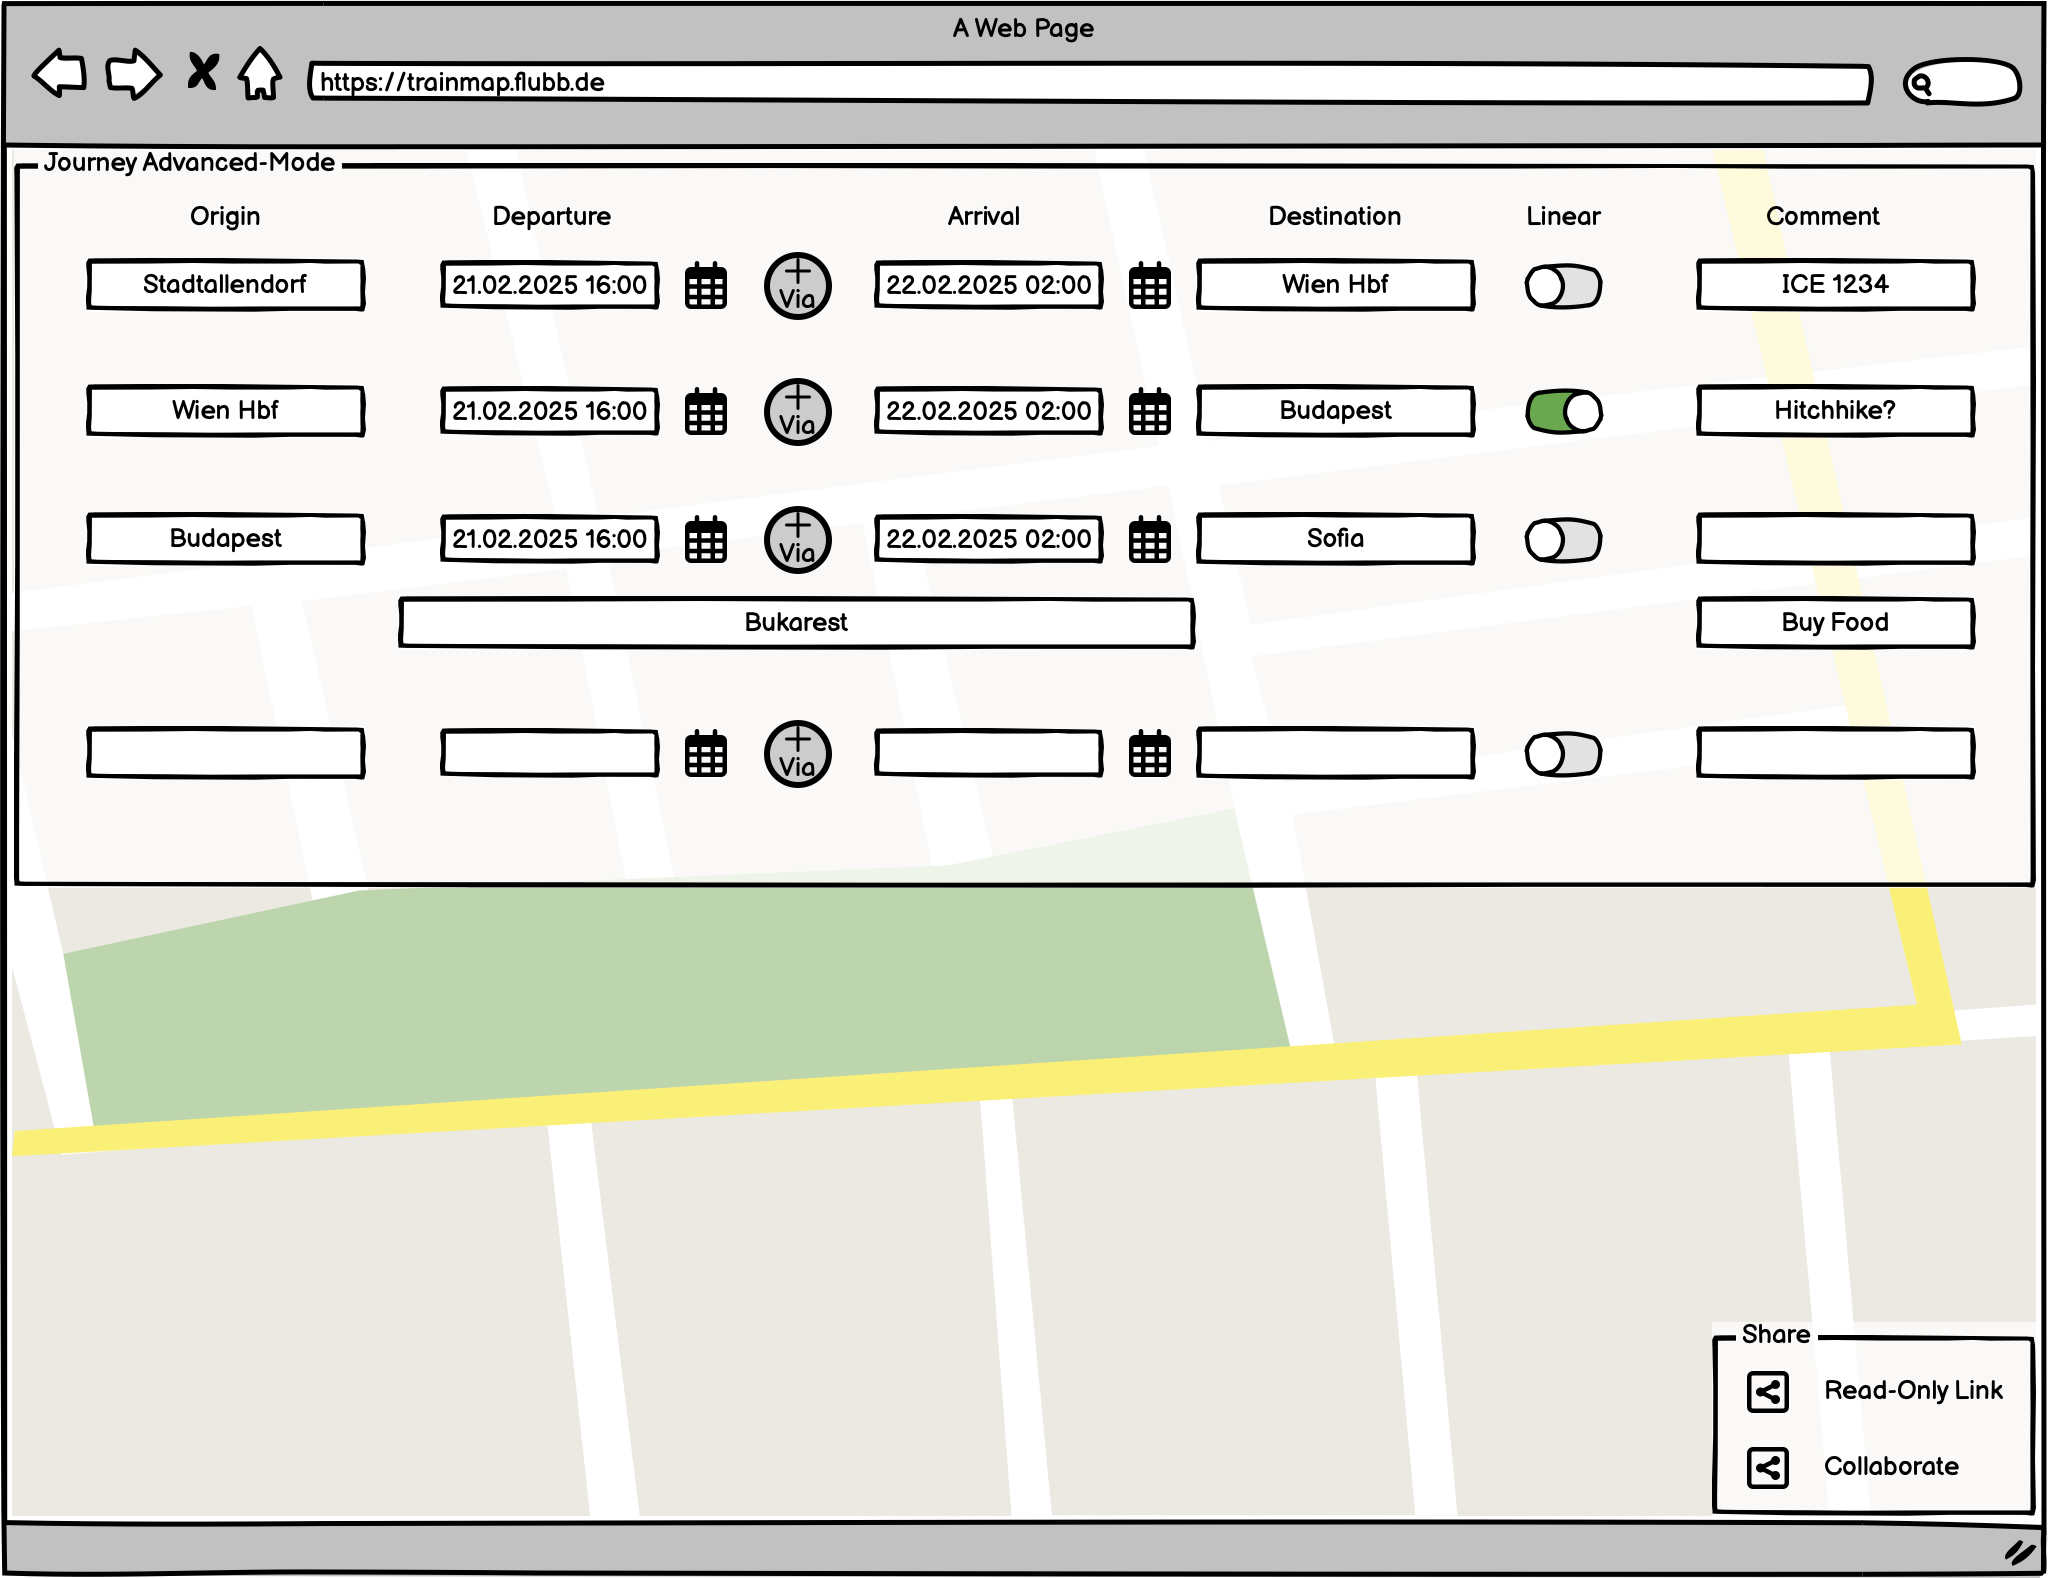 A Web Page
https://trainmap.flubb.de
Journey Advanced-Mode
Origin Departure Arrival Destination Linear Comment
Stadtallendorf 21.02.2025 16:00 + Via 22.02.2025 02:00 Wien Hbf ICE 1234
Wien Hbf 21.02.2025 16:00 + Via 22.02.2025 02:00 Budapest Hitchhike?
Budapest 21.02.2025 16:00 + Via 22.02.2025 02:00 Sofia
Bukarest Buy Food
+ Via
Share
Read-Only Link
Collaborate